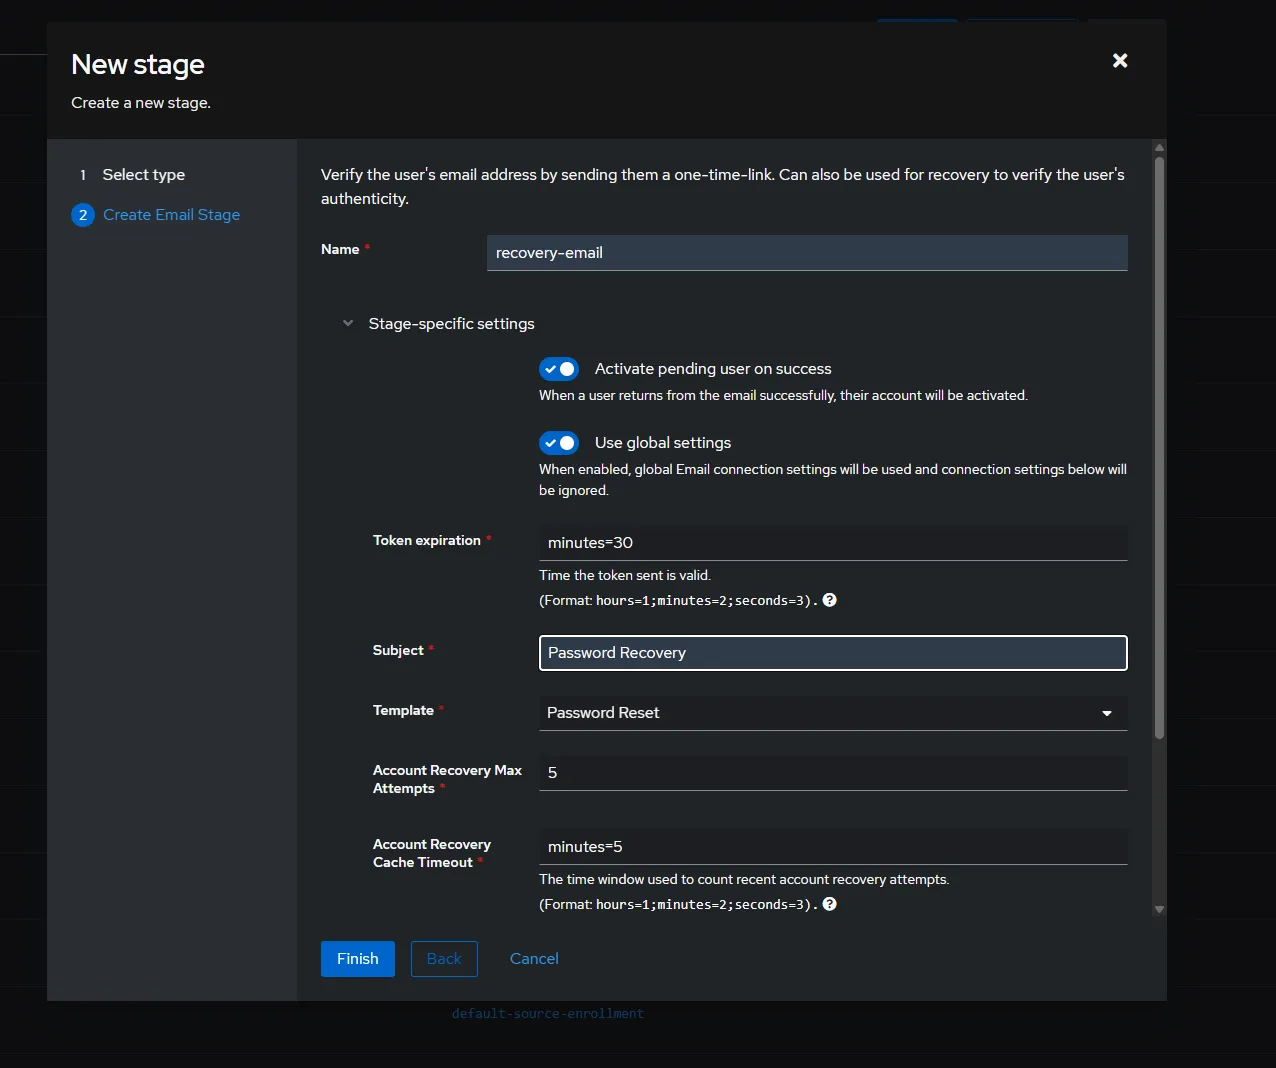 New stage
Create a new stage.
1 Select type
2 Create Email Stage
Verify the user's email address by sending them a one-time-link. Can also be used for recovery to verify the user's
authenticity.
Name *
recovery-email
Stage-specific settings
Activate pending user on success
When a user returns from the email successfully, their account will be activated.
Use global settings
When enabled, global Email connection settings will be used and connection settings below will
be ignored.
Token expiration *
minutes=30
Time the token sent is valid.
(Format: hours=1;minutes=2;seconds=3).
Subject *
Password Recovery
Template *
Password Reset
Account Recovery Max
Attempts *
5
Account Recovery
Cache Timeout *
minutes=5
The time window used to count recent account recovery attempts.
(Format: hours=1;minutes=2;seconds=3).
Finish
Back
Cancel
default-source-enrollment